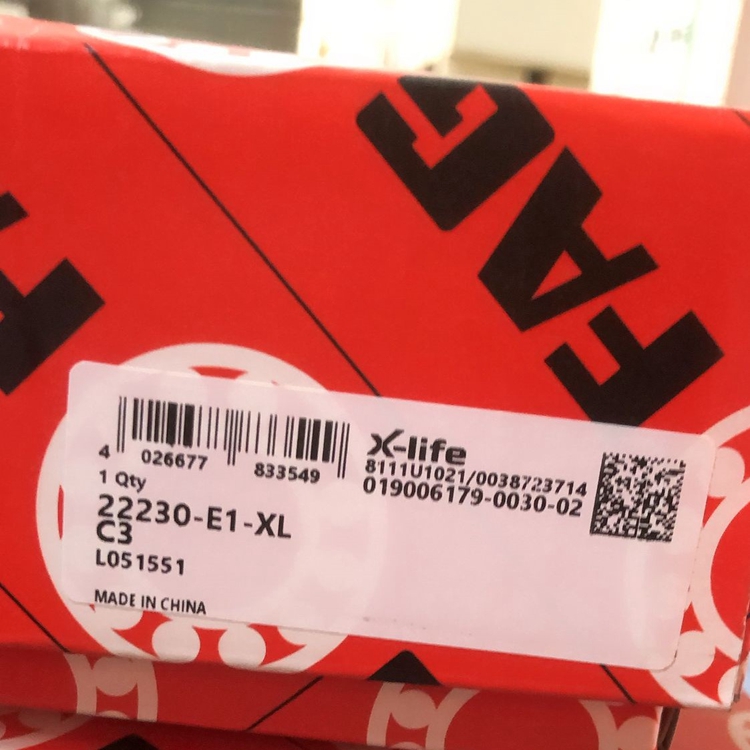 FAG
4 026677 833549
1 Qty
22230-E1-XL
C3
L051551
MADE IN CHINA
X-life
8111U1021/0038723714
019006179-0030-02